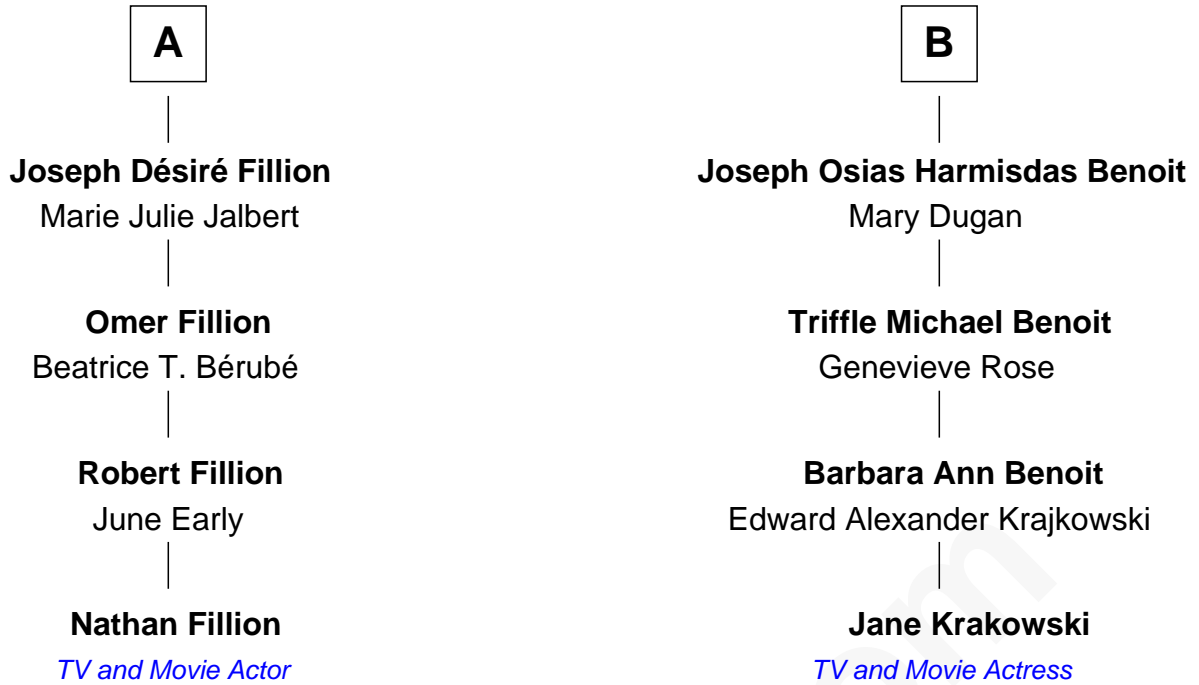 A
Joseph Désiré Fillion
Marie Julie Jalbert
Omer Fillion
Beatrice T. Bérubé
Robert Fillion
June Early
Nathan Fillion
TV and Movie Actor
B
Joseph Osias Harmisdas Benoit
Mary Dugan
Triffle Michael Benoit
Genevieve Rose
Barbara Ann Benoit
Edward Alexander Krajkowski
Jane Krakowski
TV and Movie Actress